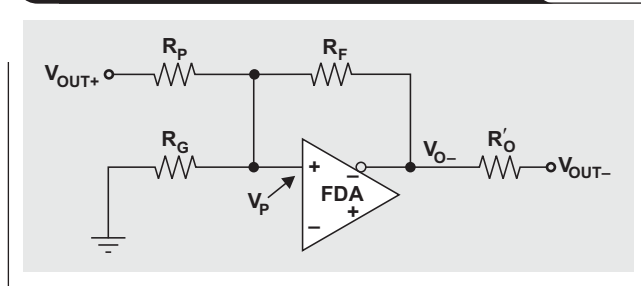 R_P R_F
V_OUT+
R_G V_O– R′_O
+ – V_OUT–
V_P FDA
+
–